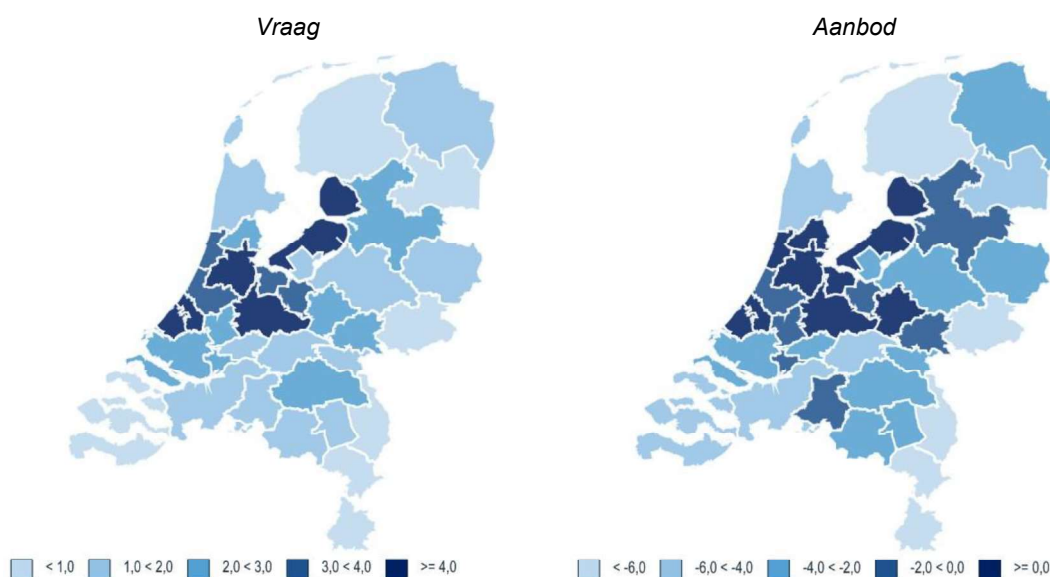 Vraag
Aanbod
< 1,0 1,0 < 2,0 2,0 < 3,0 3,0 < 4,0 >= 4,0
< -6,0 -6,0 < -4,0 -4,0 < -2,0 -2,0 < 0,0 >= 0,0